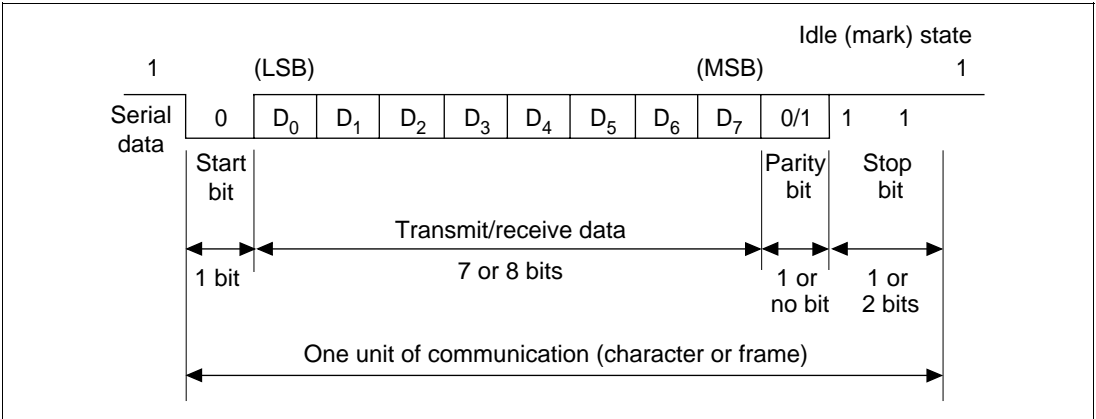 Idle (mark) state
1 (LSB) (MSB) 1
Serial data
0 D₀ D₁ D₂ D₃ D₄ D₅ D₆ D₇ 0/1 1 1
Start bit
Parity bit
Stop bit
Transmit/receive data
1 bit
7 or 8 bits
1 or no bit
1 or 2 bits
One unit of communication (character or frame)